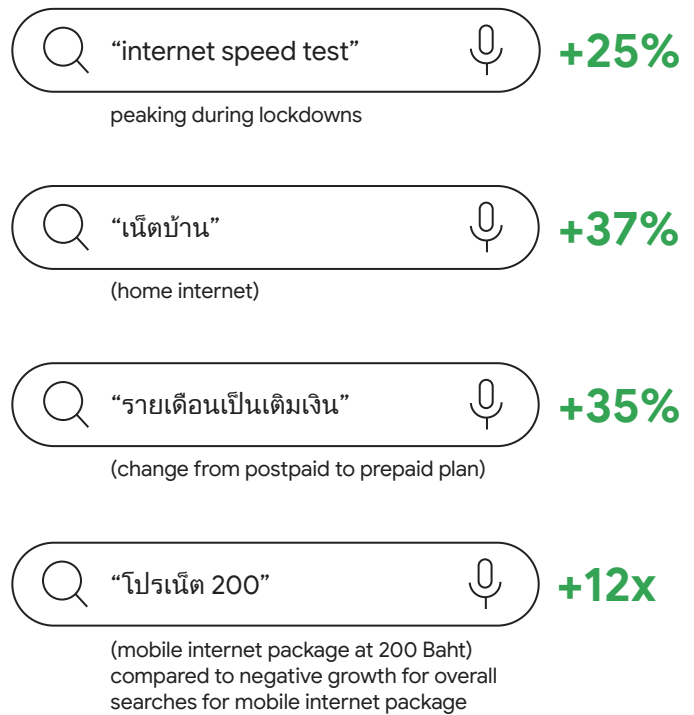 “internet speed test” +25%
peaking during lockdowns
“เน็ตบ้าน” +37%
(home internet)
“รายเดือนเป็นเติมเงิน” +35%
(change from postpaid to prepaid plan)
“โปรเน็ต 200” +12x
(mobile internet package at 200 Baht)
compared to negative growth for overall
searches for mobile internet package